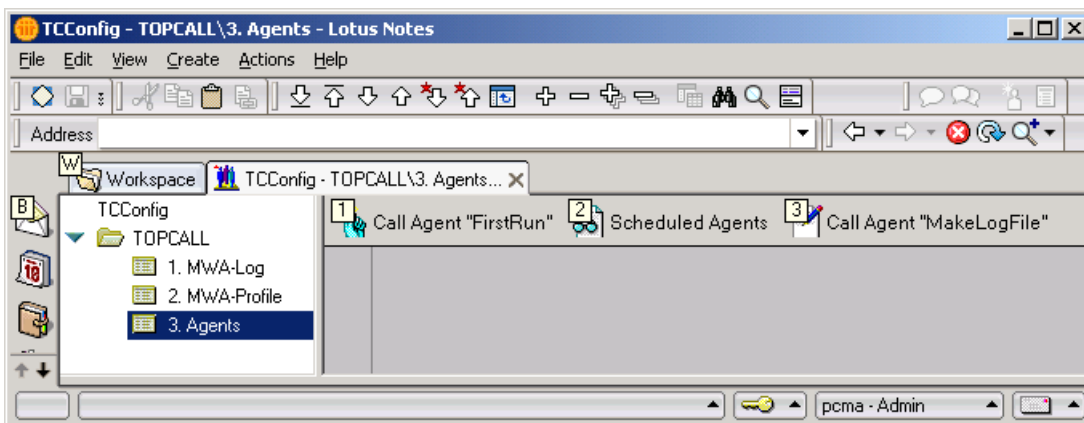 TCConfig - TOPCALL\3. Agents - Lotus Notes
File Edit View Create Actions Help
Address
W
Workspace
TCConfig - TOPCALL\3. Agents...
B
TCConfig
TOPCALL
1. MWA-Log
2. MWA-Profile
3. Agents
1 Call Agent "FirstRun"
2 Scheduled Agents
3 Call Agent "MakeLogFile"
10
pcma - Admin